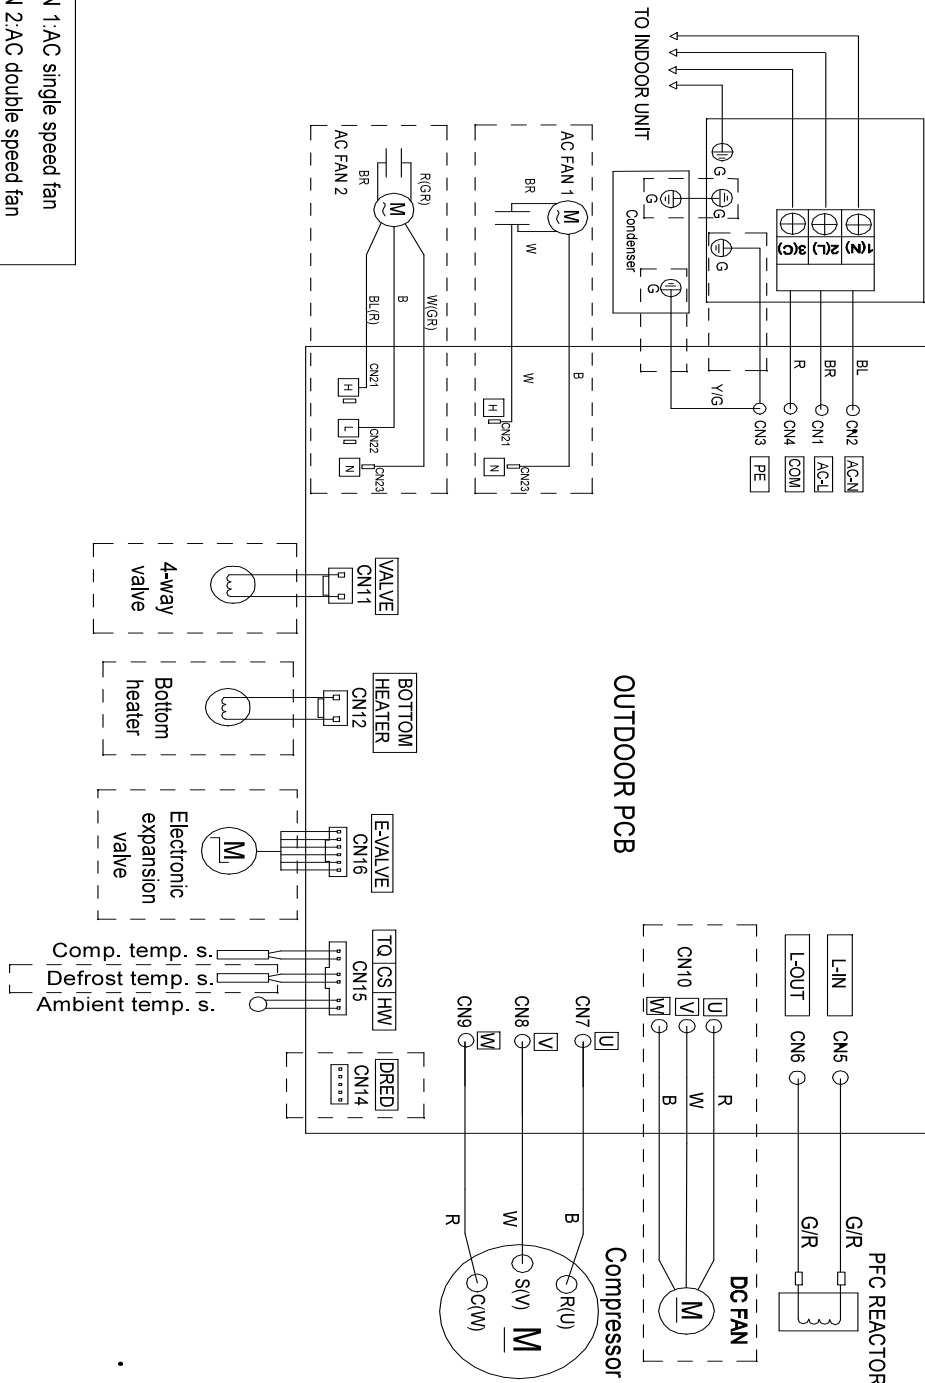 TO INDOOR UNIT
1(N)
2(L)
3(C)
G
G
G
G
G
G
Condenser
BL
BR
R
Y/G
CN2
AC-N
CN1
AC-L
CN4
COM
CN3
PE
AC FAN 1
M
BR
W
B
W
H
CN21
N
CN23
AC FAN 2
M
R(GR)
BR
W(GR)
B
BL(R)
CN21
H
CN22
L
CN23
N
OUTDOOR PCB
VALVE
CN11
4-way
valve
BOTTOM
HEATER
CN12
Bottom
heater
E-VALVE
CN16
M
Electronic
expansion
valve
TQ
CS
HW
CN15
Comp. temp. s.
Defrost temp. s.
Ambient temp. s.
DRED
CN14
L-IN
CN5
L-OUT
CN6
G/R
G/R
PFC REACTOR
CN10
U
V
W
R
W
B
DC FAN
M
CN7
U
CN8
V
CN9
W
B
W
R
Compressor
R(U)
S(V)
C(W)
M
1:AC single speed fan
2:AC double speed fan